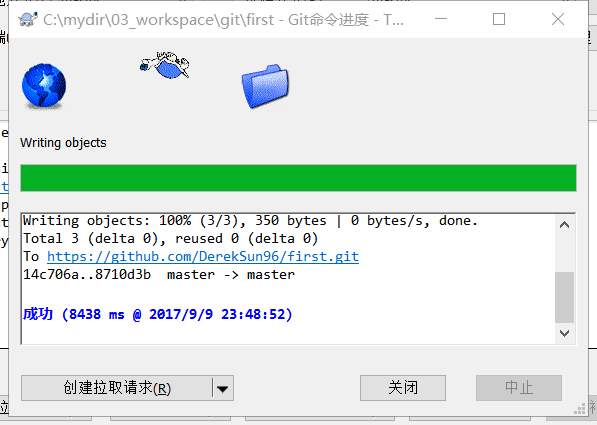 C:\mydir\03_workspace\git\first - Git命令进度 - T...
Writing objects
Writing objects: 100% (3/3), 350 bytes | 0 bytes/s, done.
Total 3 (delta 0), reused 0 (delta 0)
To https://github.com/DerekSun96/first.git
14c706a..8710d3b  master -> master
成功 (8438 ms @ 2017/9/9 23:48:52)
创建拉取请求(R)
关闭
中止